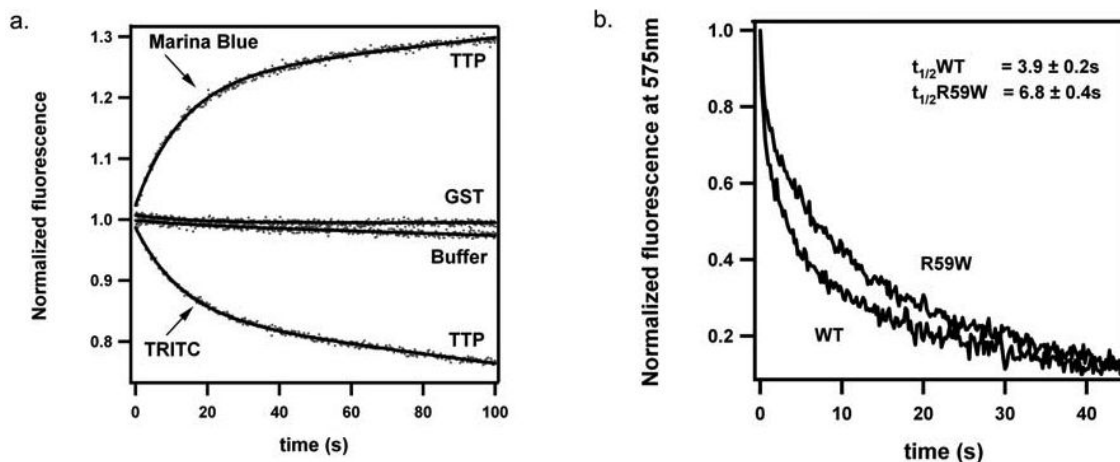 a.
Normalized fluorescence
1.3
1.2
1.1
1.0
0.9
0.8
Marina Blue
TTP
GST
Buffer
TRITC
TTP
0 20 40 60 80 100
time (s)
b.
Normalized fluorescence at 575nm
1.0
0.8
0.6
0.4
0.2
t1/2WT = 3.9 ± 0.2s
t1/2R59W = 6.8 ± 0.4s
R59W
WT
0 10 20 30 40
time (s)